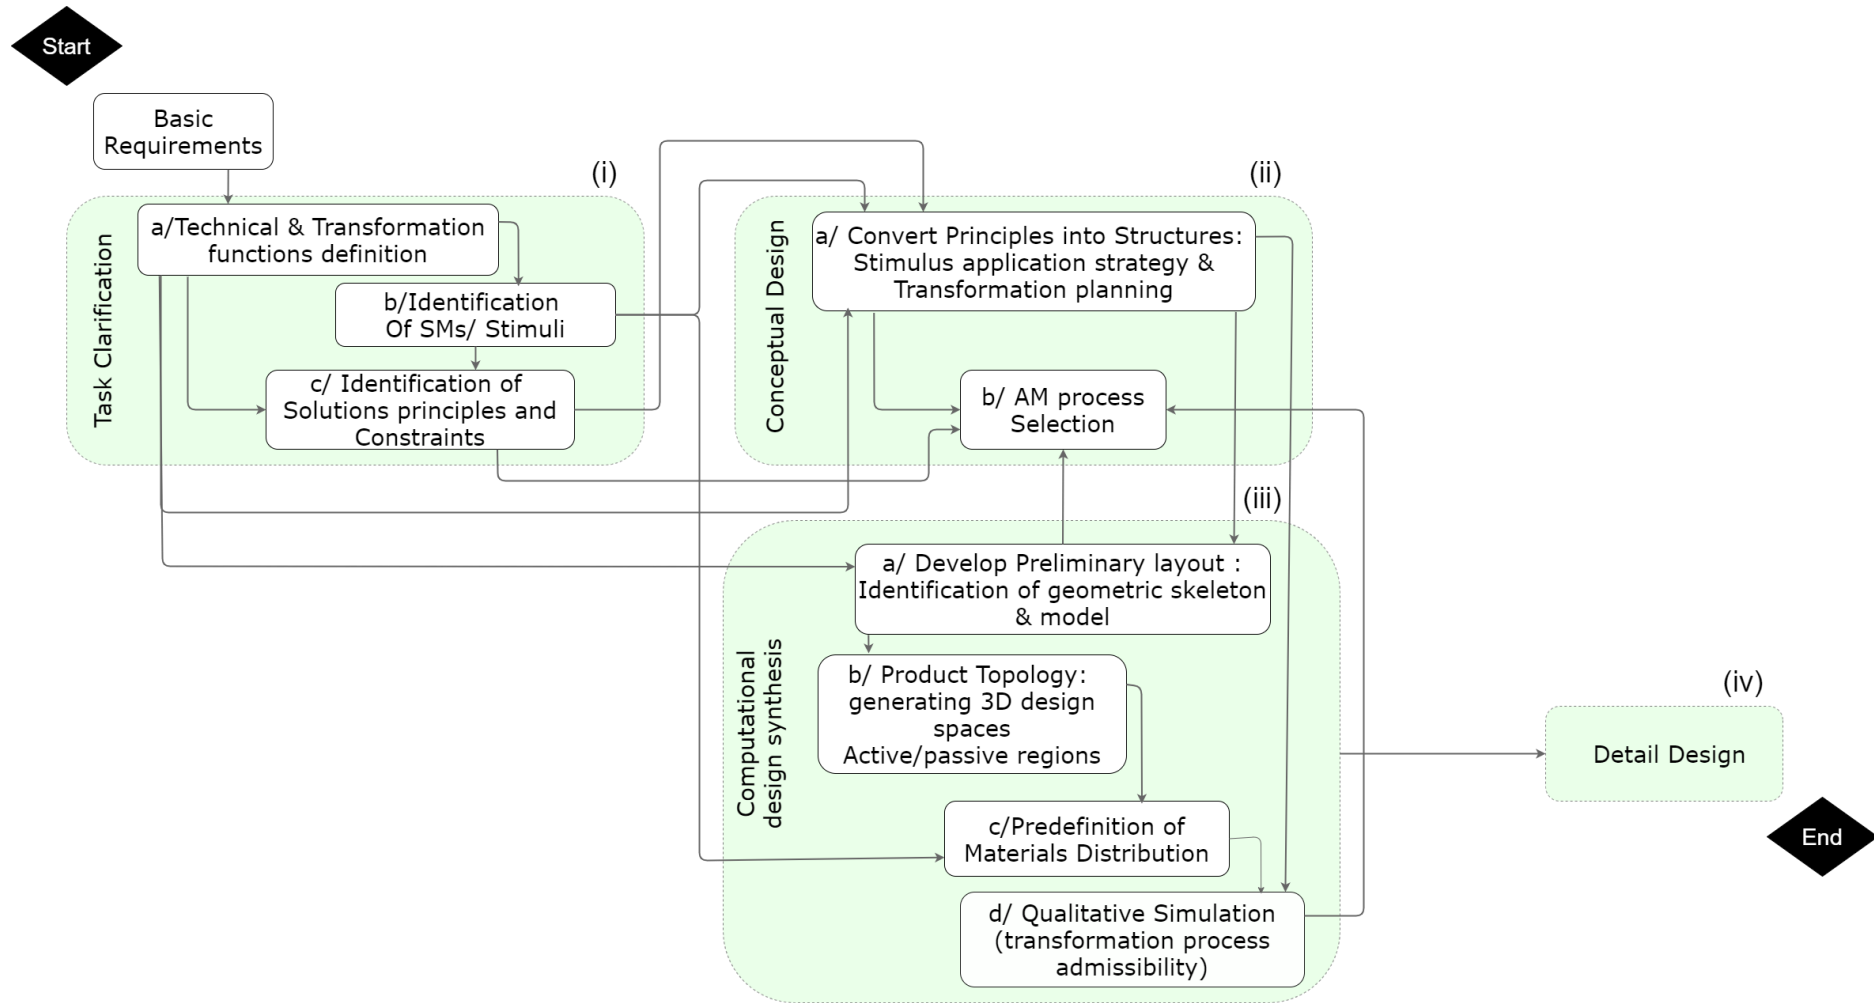 Start
Basic
Requirements
(i)
Task Clarification
a/Technical & Transformation
functions definition
b/Identification
Of SMs/ Stimuli
c/ Identification of
Solutions principles and
Constraints
(ii)
Conceptual Design
a/ Convert Principles into Structures:
Stimulus application strategy &
Transformation planning
b/ AM process
Selection
(iii)
Computational
design synthesis
a/ Develop Preliminary layout :
Identification of geometric skeleton
& model
b/ Product Topology:
generating 3D design
spaces
Active/passive regions
c/Predefinition of
Materials Distribution
d/ Qualitative Simulation
(transformation process
admissibility)
(iv)
Detail Design
End